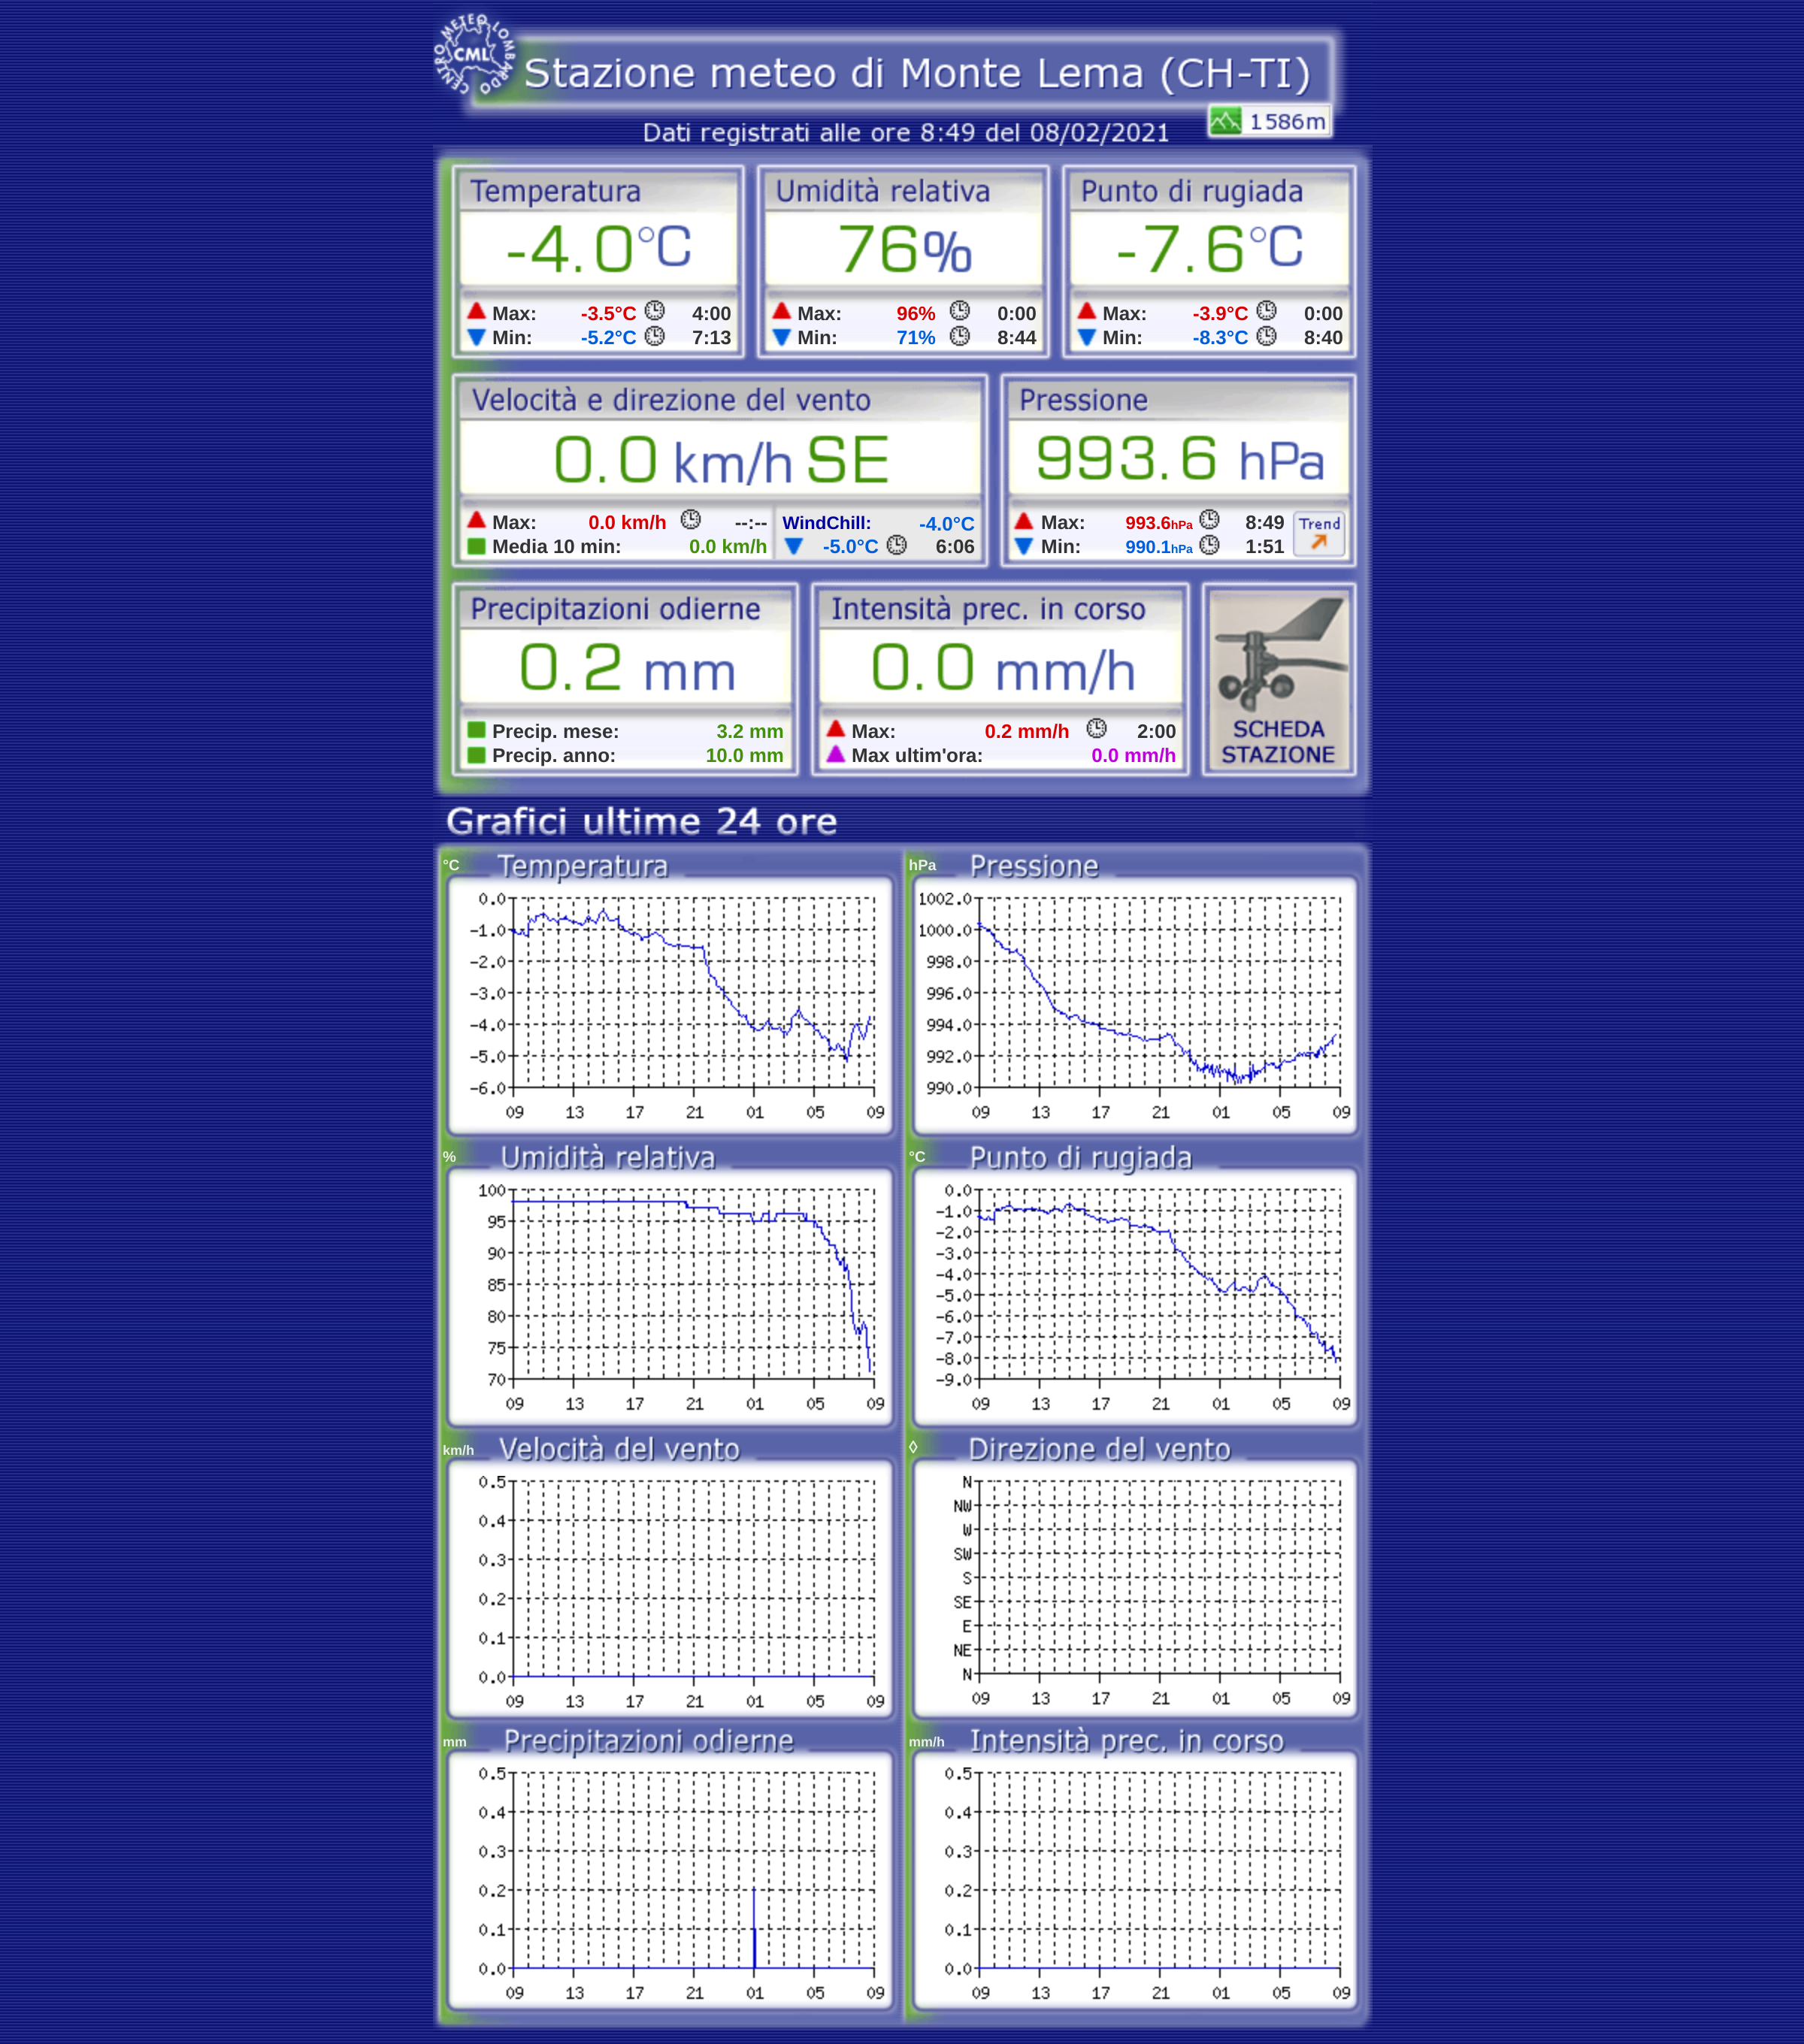 CENTRO METEO LOMBARDO
CML
Stazione meteo di Monte Lema (CH-TI)
1586m
Dati registrati alle ore 8:49 del 08/02/2021
Temperatura Umidità relativa Punto di rugiada
-4.0°C 76% -7.6°C
Max: -3.5°C 4:00 Max: 96% 0:00 Max: -3.9°C 0:00
Min: -5.2°C 7:13 Min: 71% 8:44 Min: -8.3°C 8:40
Velocità e direzione del vento Pressione
0.0 km/h SE 993.6 hPa
Max: 0.0 km/h --:-- WindChill: -4.0°C Max: 993.6hPa 8:49 Trend
Media 10 min: 0.0 km/h -5.0°C 6:06 Min: 990.1hPa 1:51
Precipitazioni odierne Intensità prec. in corso
0.2 mm 0.0 mm/h
Precip. mese: 3.2 mm Max: 0.2 mm/h 2:00 SCHEDA
Precip. anno: 10.0 mm Max ultim'ora: 0.0 mm/h STAZIONE
Grafici ultime 24 ore
°C Temperatura
0.0
-1.0
-2.0
-3.0
-4.0
-5.0
-6.0
09 13 17 21 01 05 09
hPa Pressione
1002.0
1000.0
998.0
996.0
994.0
992.0
990.0
09 13 17 21 01 05 09
% Umidità relativa
100
95
90
85
80
75
70
09 13 17 21 01 05 09
°C Punto di rugiada
0.0
-1.0
-2.0
-3.0
-4.0
-5.0
-6.0
-7.0
-8.0
-9.0
09 13 17 21 01 05 09
km/h Velocità del vento
0.5
0.4
0.3
0.2
0.1
0.0
09 13 17 21 01 05 09
◊ Direzione del vento
N
NW
W
SW
S
SE
E
NE
N
09 13 17 21 01 05 09
mm Precipitazioni odierne
0.5
0.4
0.3
0.2
0.1
0.0
09 13 17 21 01 05 09
mm/h Intensità prec. in corso
0.5
0.4
0.3
0.2
0.1
0.0
09 13 17 21 01 05 09